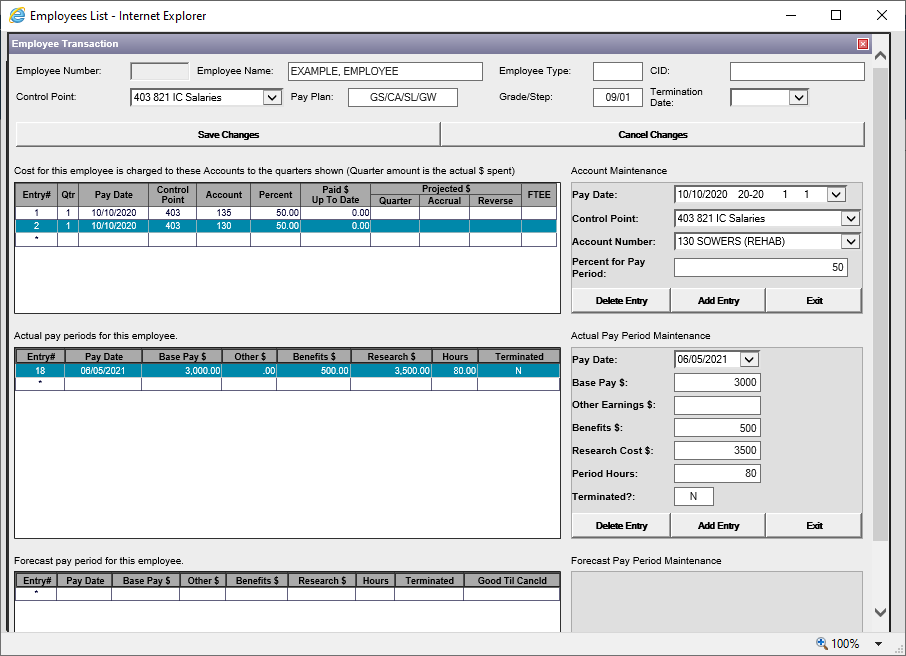 Employees List - Internet Explorer
Employee Transaction
Employee Number: Employee Name: EXAMPLE, EMPLOYEE Employee Type: CID:
Control Point: 403 821 IC Salaries Pay Plan: GS/CA/SL/GW Grade/Step: 09/01 Termination Date:
Save Changes Cancel Changes
Cost for this employee is charged to these Accounts to the quarters shown (Quarter amount is the actual $ spent)
Entry# Qtr Pay Date Control Point Account Percent Paid $ Up To Date Projected $ Quarter Accrual Reverse FTEE
1 1 10/10/2020 403 135 50.00 0.00
2 1 10/10/2020 403 130 50.00 0.00
*
Account Maintenance
Pay Date: 10/10/2020 20-20 1 1
Control Point: 403 821 IC Salaries
Account Number: 130 SOWERS (REHAB)
Percent for Pay Period: 50
Delete Entry Add Entry Exit
Actual pay periods for this employee.
Entry# Pay Date Base Pay $ Other $ Benefits $ Research $ Hours Terminated
18 06/05/2021 3,000.00 .00 500.00 3,500.00 80.00 N
*
Actual Pay Period Maintenance
Pay Date: 06/05/2021
Base Pay $: 3000
Other Earnings $:
Benefits $: 500
Research Cost $: 3500
Period Hours: 80
Terminated?: N
Delete Entry Add Entry Exit
Forecast pay period for this employee.
Entry# Pay Date Base Pay $ Other $ Benefits $ Research $ Hours Terminated Good Til Cancld
*
Forecast Pay Period Maintenance
100%